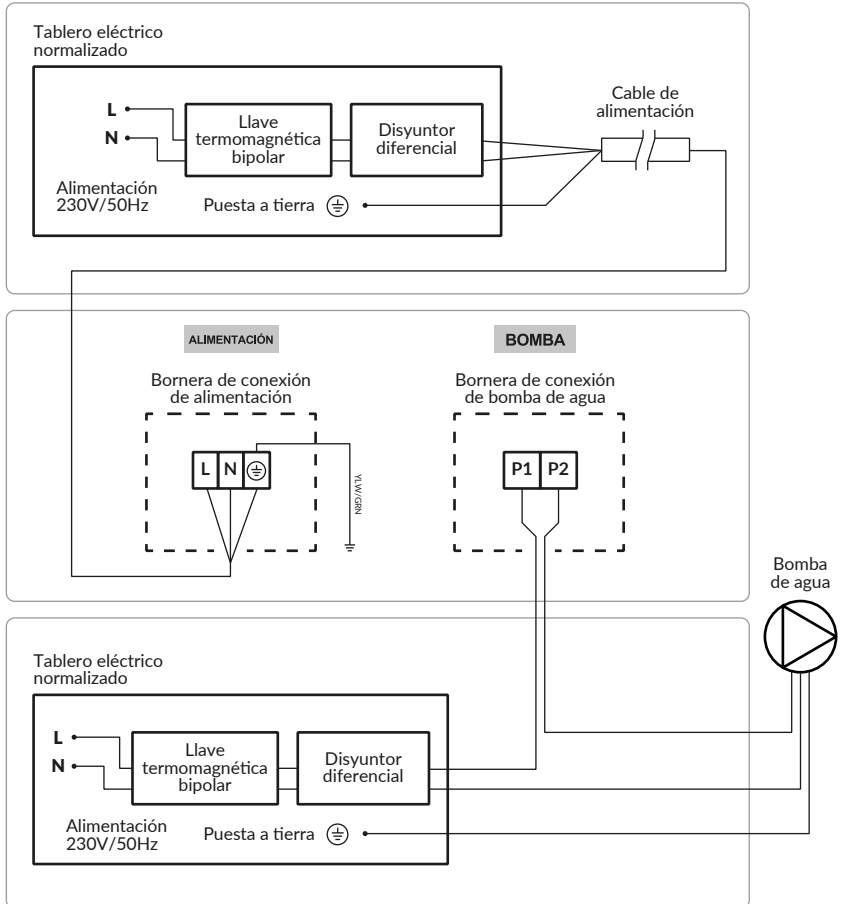 Tablero eléctrico
normalizado
Cable de
alimentación
L
N
Llave
termomagnética
bipolar
Disyuntor
diferencial
Alimentación
230V/50Hz
Puesta a tierra
ALIMENTACIÓN
BOMBA
Bornera de conexión
de alimentación
Bornera de conexión
de bomba de agua
L N
YLW/GRN
P1 P2
Bomba
de agua
Tablero eléctrico
normalizado
L
N
Llave
termomagnética
bipolar
Disyuntor
diferencial
Alimentación
230V/50Hz
Puesta a tierra